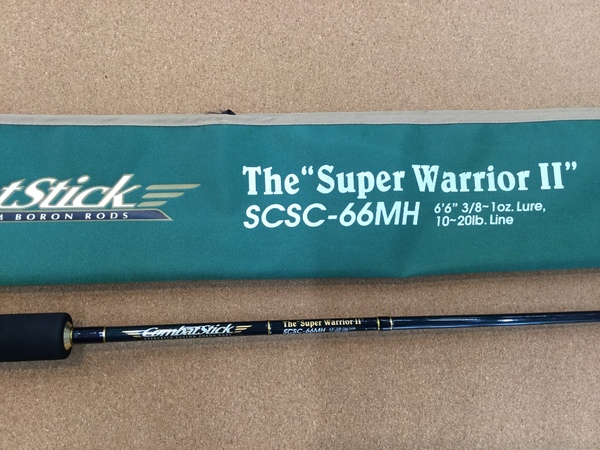 The "Super Warrior II"
SCSC-66MH 6'6" 3/8~1oz. Lure,
10~20lb. Line
tStick
BORON RODS
CombatStick
The "Super Warrior II"
SCSC-66MH